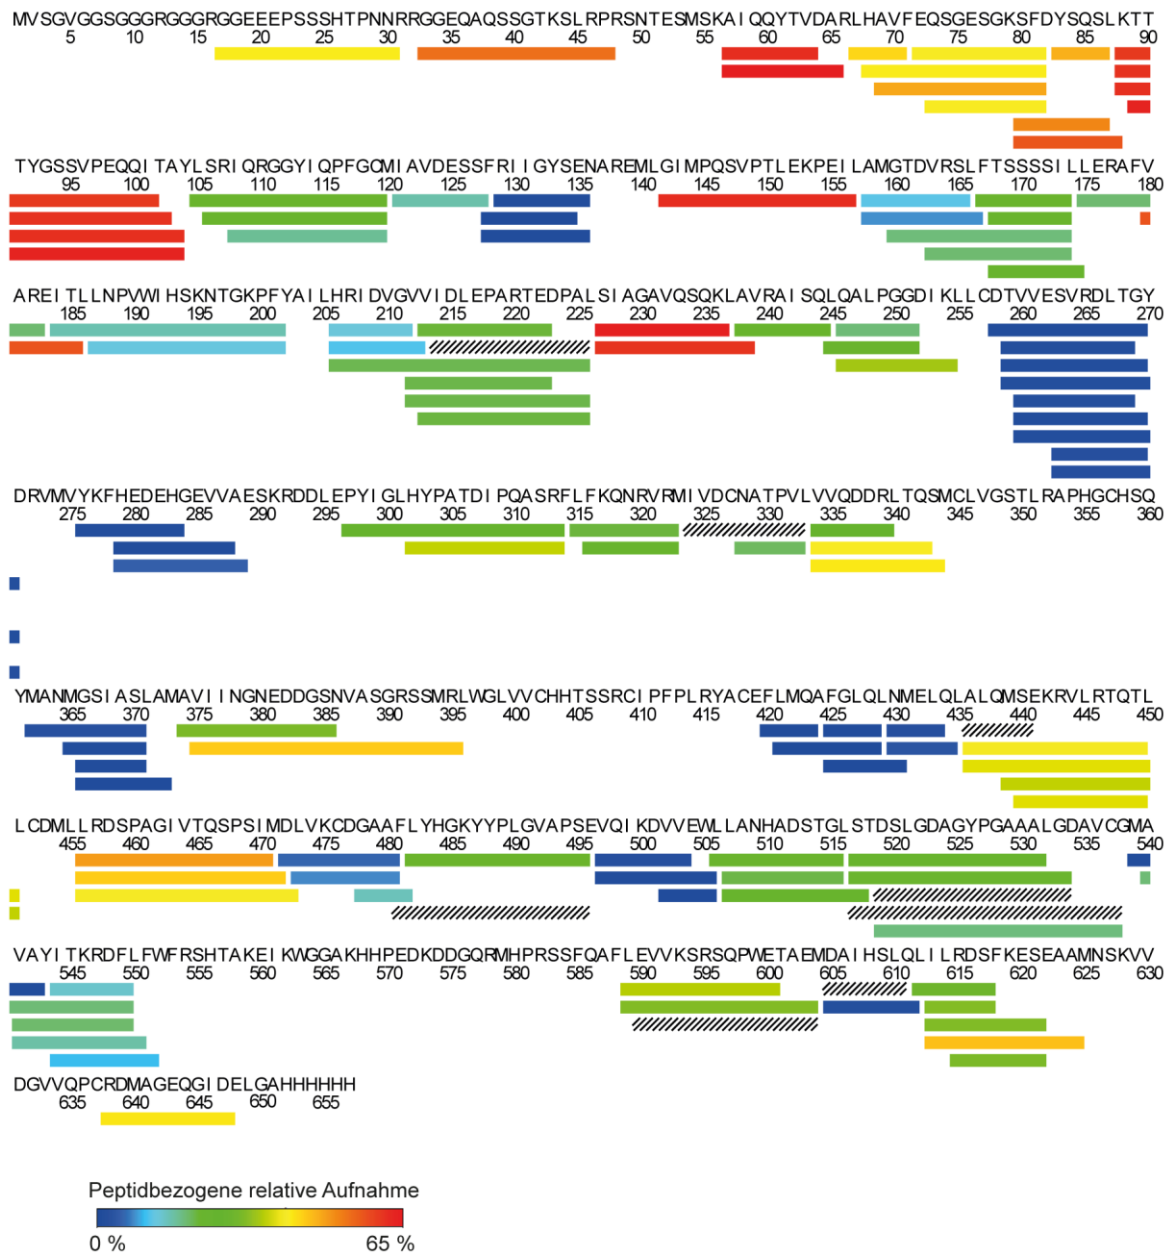 MVSGVGGSGGGRGGGRGGEEEPSSSHTPNNRRGGEQAQSSGTKSLRPRSNTESMSKAIQQYTVDARLHAVFEQSGESGKSFDYSQSLKTT
5 10 15 20 25 30 35 40 45 50 55 60 65 70 75 80 85 90
TYGSSVPEQQITAYLSRIQRGGYIQPFGCMIAVDESSFRIIGYSENAREMLGIMPQSVPTLEKPEILAMGTDVRSLFTSSSSILLERAFV
95 100 105 110 115 120 125 130 135 140 145 150 155 160 165 170 175 180
AREITLLNPVWIHSKNTGKPFYAILHRIDVGVVIDLEPARTEDPALSIAGAVQSQKLAVRAISQLQALPGGDIKLLCDTVVESVRDLTGY
185 190 195 200 205 210 215 220 225 230 235 240 245 250 255 260 265 270
DRVMVYKFHEDEHGEVVAESKRDDLEPYIGLHYPATDIPQASRFLFKQNRVRMIVDCNATPVLVVQDDRLTQSMCLVGSTLRAPHGCHSQ
275 280 285 290 295 300 305 310 315 320 325 330 335 340 345 350 355 360
YMANMGSIASLAMAVIINGNEDDGSNVASGRSSMRLWGLVVCHHTSSRCIPFPLRYACEFLMQAFGLQLNMELQLALQMSEKRVLRTQTL
365 370 375 380 385 390 395 400 405 410 415 420 425 430 435 440 445 450
LCDMLLRDSPAGIVTQSPSIMDLVKCDGAAFLYHGKYYPLGVAPSEVQIKDVVEWLLANHADSTGLSTDSLGDAGYPGAAALGDAVCGMA
455 460 465 470 475 480 485 490 495 500 505 510 515 520 525 530 535 540
VAYITKRDFLFWFRSHTAKEIKWGGAKHHPEDKDDGQRMHPRSSFQAFLEVVKSRSQPWETAEMDAIHSLQLILRDSFKESEAAMNSKVV
545 550 555 560 565 570 575 580 585 590 595 600 605 610 615 620 625 630
DGVVQPCRDMAGEQGIDELGAHHHHHH
635 640 645 650 655
Peptidbezogene relative Aufnahme
0 % 65 %